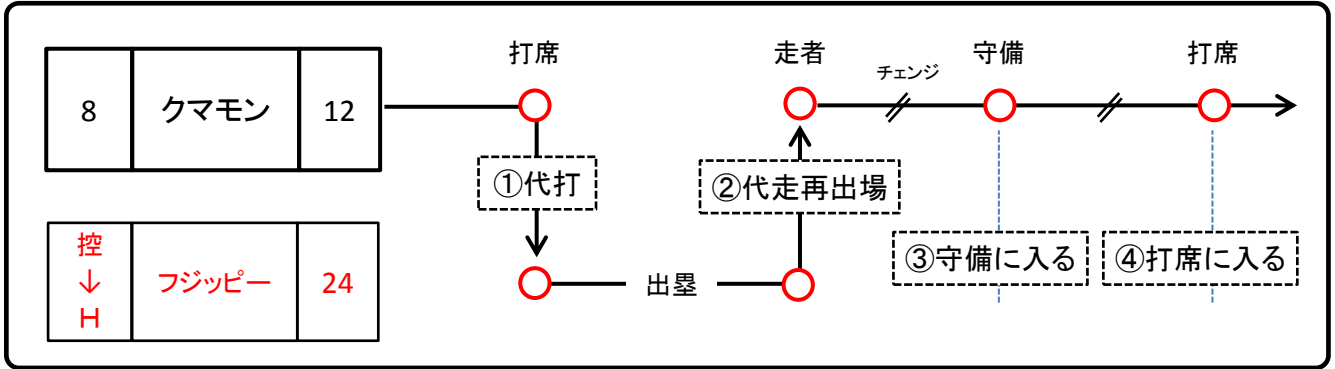 8 クマモン 12
控
↓
H
フジッピー 24
打席
①代打
出塁
走者
②代走再出場
チェンジ
守備
③守備に入る
打席
④打席に入る